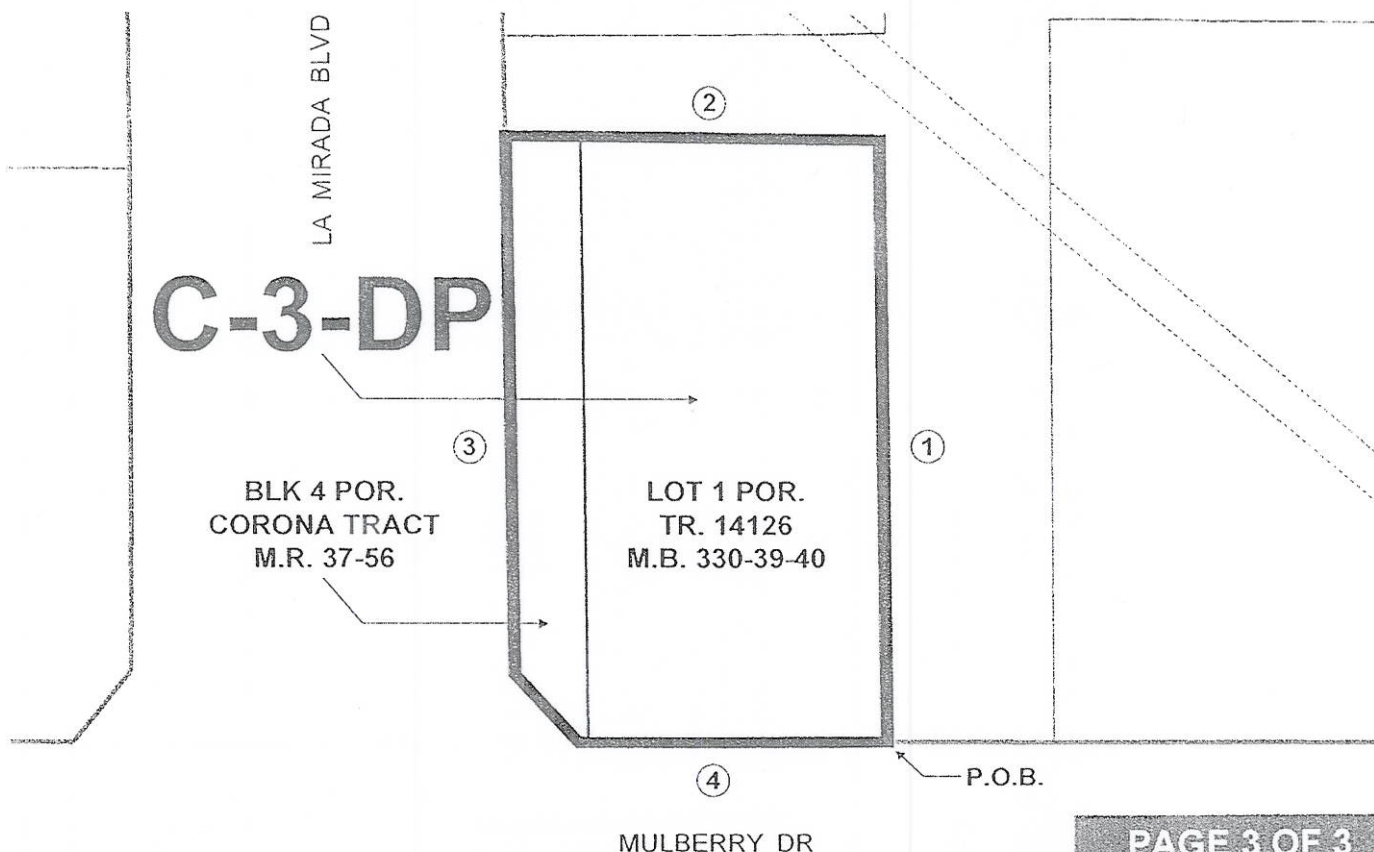 LA MIRADA BLVD
2
C-3-DP
3
1
BLK 4 POR.
CORONA TRACT
M.R. 37-56
LOT 1 POR.
TR. 14126
M.B. 330-39-40
4
P.O.B.
MULBERRY DR
PAGE 3 OF 3